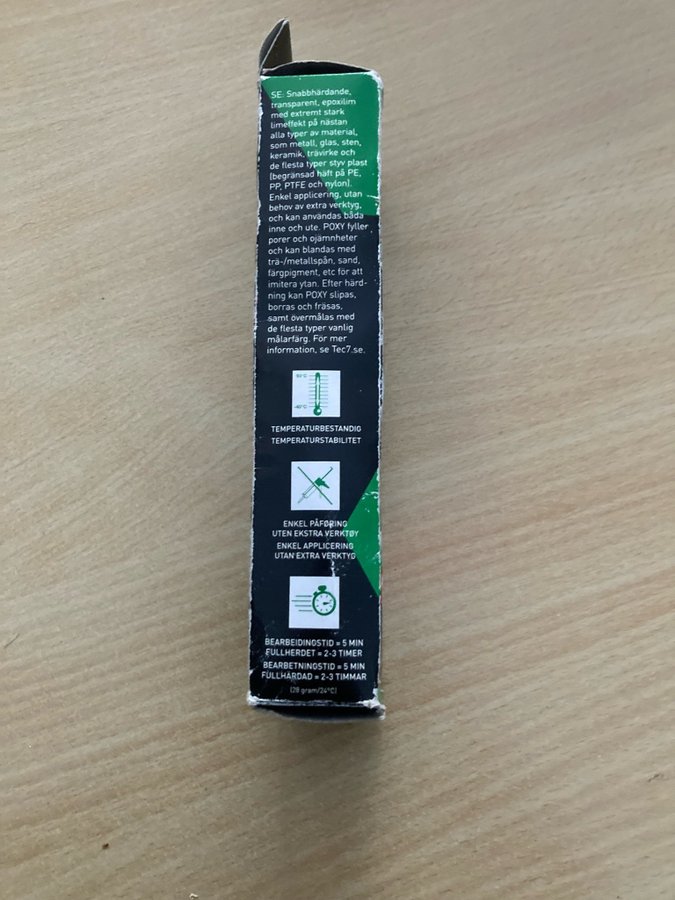 SE: Snabbhärdande,
transparent, epoxilim
med extremt stark
limeffekt på nästan
alla typer av material,
som metall, glas, sten,
keramik, trävirke och
de flesta typer styv plast
(begränsad häft på PE,
PP, PTFE och nylon).
Enkel applicering, utan
behov av extra verktyg,
och kan användas båda
inne och ute. POXY fyller
porer och ojämnheter
och kan blandas med
trä-/metallspån, sand,
färgpigment, etc för att
imitera ytan. Efter härd-
ning kan POXY slipas,
borras och fräsas,
samt övermålas med
de flesta typer vanlig
målarfärg. För mer
information, se Tec7.se.
-40°C
TEMPERATURBESTANDIG
TEMPERATURSTABILITET
ENKEL PÅFØRING
UTEN EKSTRA VERKTØY
ENKEL APPLICERING
UTAN EXTRA VERKTYG
BEARBEIDINGSTID = 5 MIN
FULLHERDET = 2-3 TIMER
BEARBETNINGSTID = 5 MIN
FULLHÄRDAD = 2-3 TIMMAR
(28 gram/24°C)